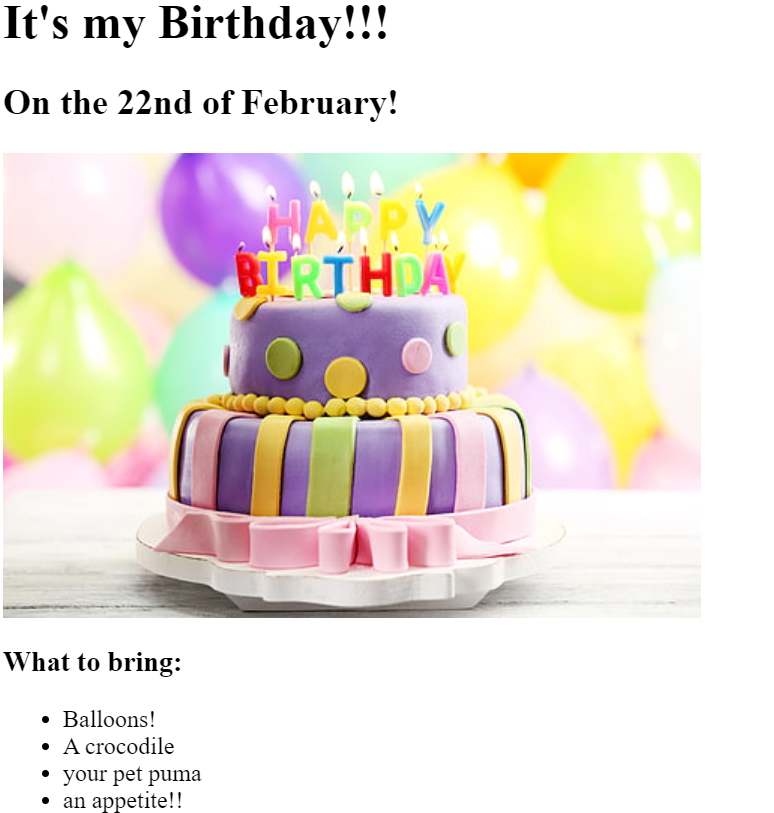 It's my Birthday!!!
On the 22nd of February!
HAPPY
BIRTHDAY
What to bring:
Balloons!
A crocodile
your pet puma
an appetite!!